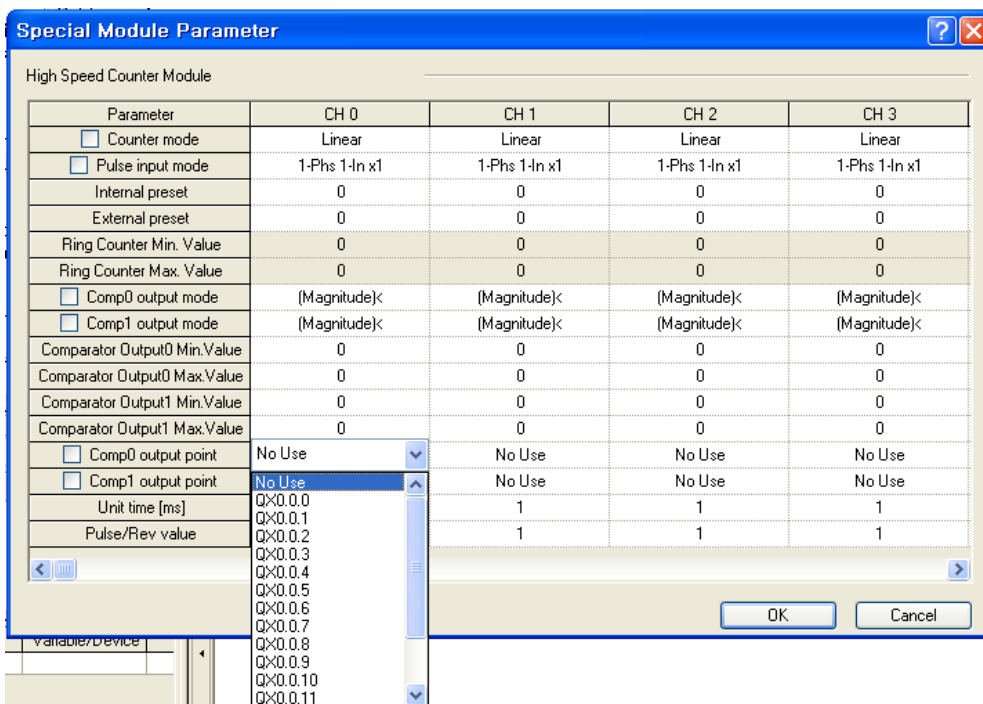 Special Module Parameter
High Speed Counter Module
Parameter CH 0 CH 1 CH 2 CH 3
Counter mode Linear Linear Linear Linear
Pulse input mode 1-Phs 1-In x1 1-Phs 1-In x1 1-Phs 1-In x1 1-Phs 1-In x1
Internal preset 0 0 0 0
External preset 0 0 0 0
Ring Counter Min. Value 0 0 0 0
Ring Counter Max. Value 0 0 0 0
Comp0 output mode (Magnitude)< (Magnitude)< (Magnitude)< (Magnitude)<
Comp1 output mode (Magnitude)< (Magnitude)< (Magnitude)< (Magnitude)<
Comparator Output0 Min.Value 0 0 0 0
Comparator Output0 Max.Value 0 0 0 0
Comparator Output1 Min.Value 0 0 0 0
Comparator Output1 Max.Value 0 0 0 0
Comp0 output point No Use No Use No Use No Use
Comp1 output point No Use No Use No Use
Unit time [ms] 1 1 1
Pulse/Rev value 1 1 1
No Use
QX0.0.0
QX0.0.1
QX0.0.2
QX0.0.3
QX0.0.4
QX0.0.5
QX0.0.6
QX0.0.7
QX0.0.8
QX0.0.9
QX0.0.10
QX0.0.11
OK Cancel
Variable/Device